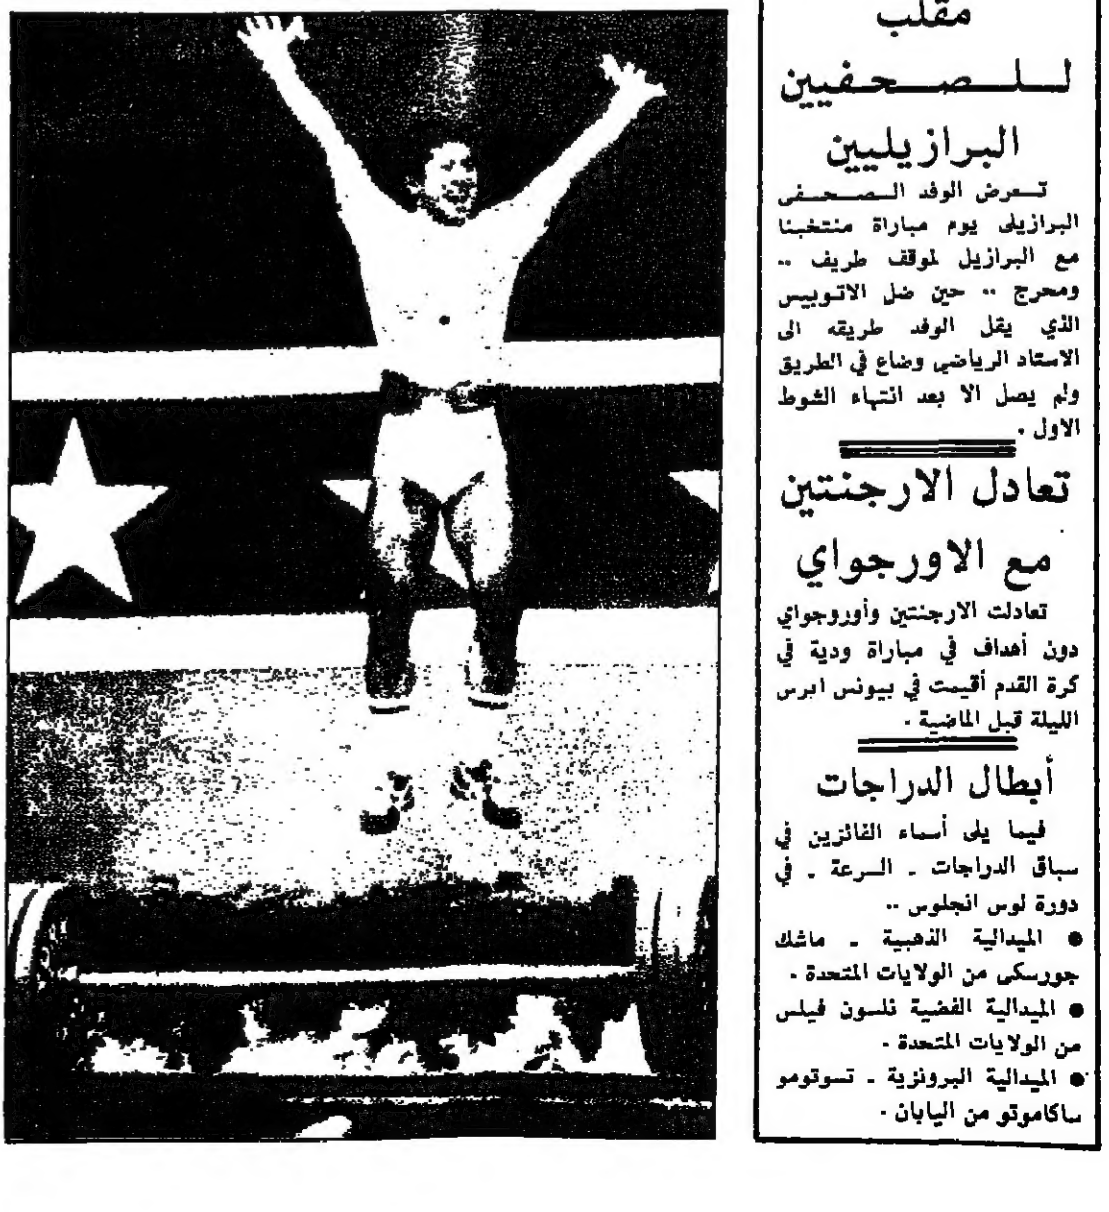 مقلب
للصحفيين
البرازيليين
تعرض الوفد الصحفى
البرازيلى يوم مباراة منتخبنا
مع البرازيل لموقف طريف ..
ومحرج .. حين ضل الاتوبيس
الذي يقل الوفد طريقه الى
الاستاد الرياضي وضاع في الطريق
ولم يصل الا بعد انتهاء الشوط
الاول .
تعادل الارجنتين
مع الاورجواي
تعادلت الارجنتين وأوروجواي
دون أهداف في مباراة ودية في
كرة القدم أقيمت في بيونس ايرس
الليلة قبل الماضية .
أبطال الدراجات
فيما يلى أسماء الفائزين في
سباق الدراجات ـ السرعة ـ في
دورة لوس انجلوس ..
● الميدالية الذهبية ـ ماشك
جورسكى من الولايات المتحدة .
● الميدالية الفضية نلسون فيلس
من الولايات المتحدة .
● الميدالية البرونزية ـ تسوتومو
ساكاموتو من اليابان .